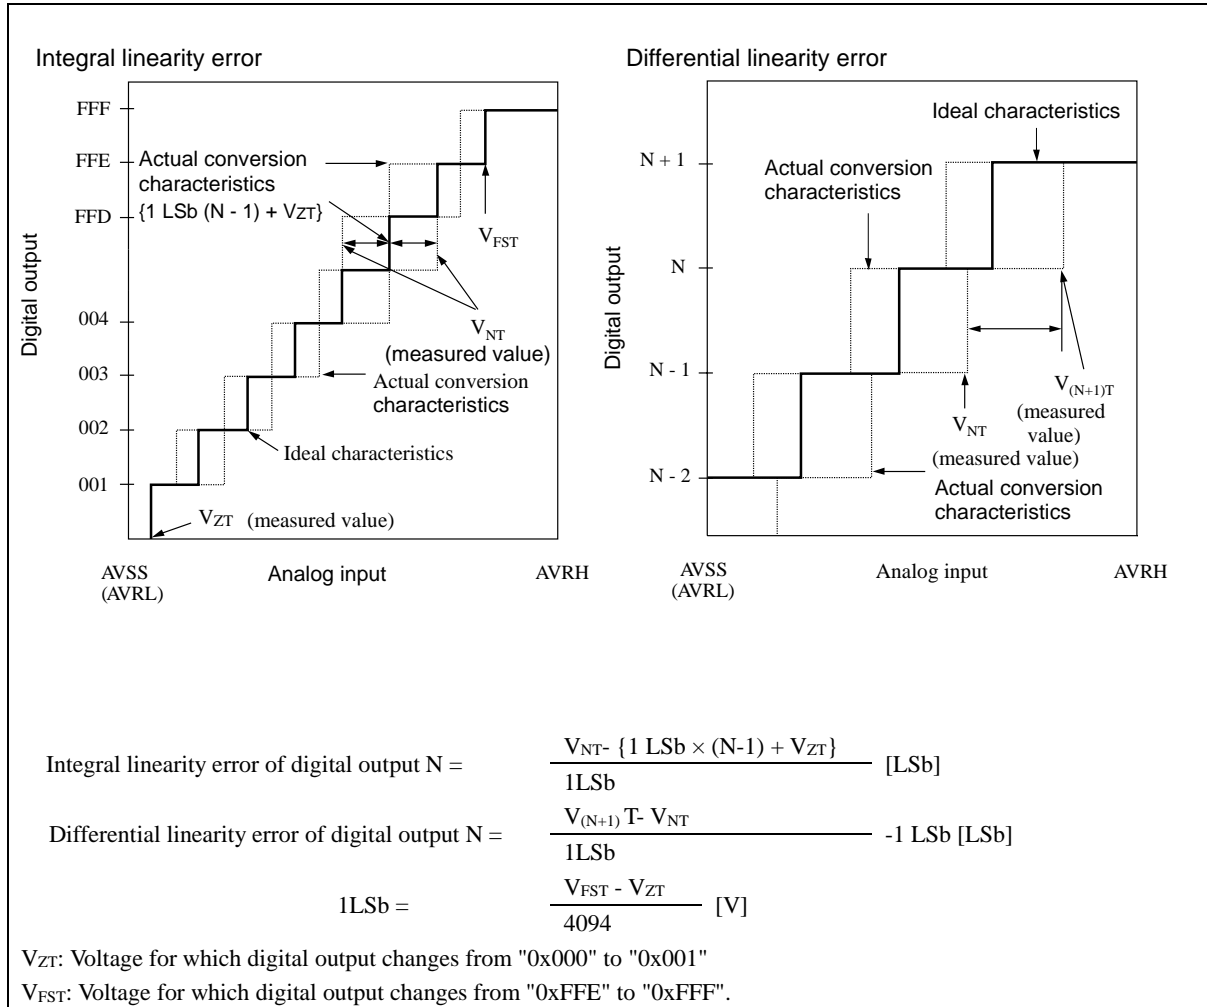 Integral linearity error
FFF
FFE
FFD
004
003
002
001
Digital output
Actual conversion
characteristics
{1 LSb (N - 1) + VZT}
VFST
VNT
(measured value)
Actual conversion
characteristics
Ideal characteristics
VZT (measured value)
AVSS
(AVRL)
Analog input
AVRH
Differential linearity error
N + 1
N
N - 1
N - 2
Digital output
Ideal characteristics
Actual conversion
characteristics
V(N+1)T
(measured
value)
VNT
(measured value)
Actual conversion
characteristics
AVSS
(AVRL)
Analog input
AVRH
Integral linearity error of digital output N =
VNT- {1 LSb × (N-1) + VZT}
1LSb
[LSb]
Differential linearity error of digital output N =
V(N+1) T- VNT
1LSb
-1 LSb [LSb]
1LSb =
VFST - VZT
4094
[V]
VZT: Voltage for which digital output changes from "0x000" to "0x001"
VFST: Voltage for which digital output changes from "0xFFE" to "0xFFF".